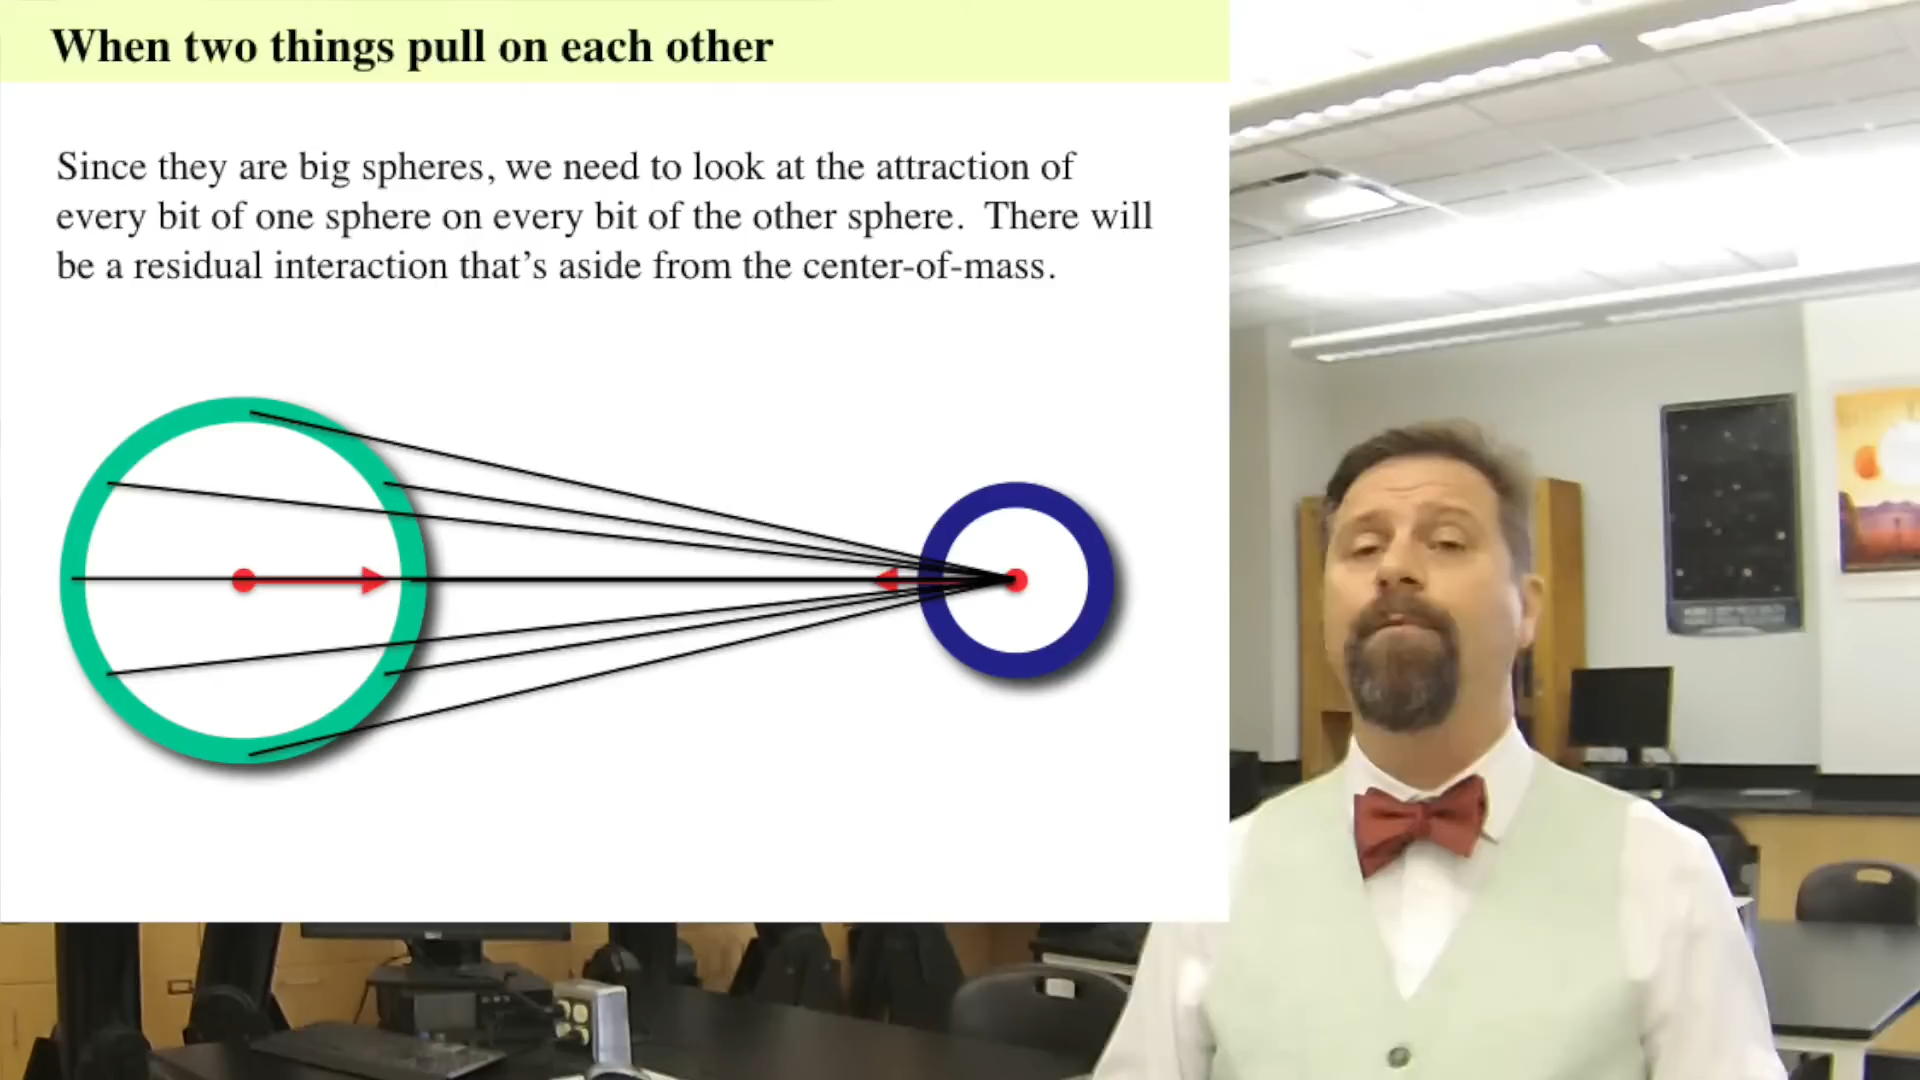 When two things pull on each other
Since they are big spheres, we need to look at the attraction of
every bit of one sphere on every bit of the other sphere.  There will
be a residual interaction that’s aside from the center-of-mass.